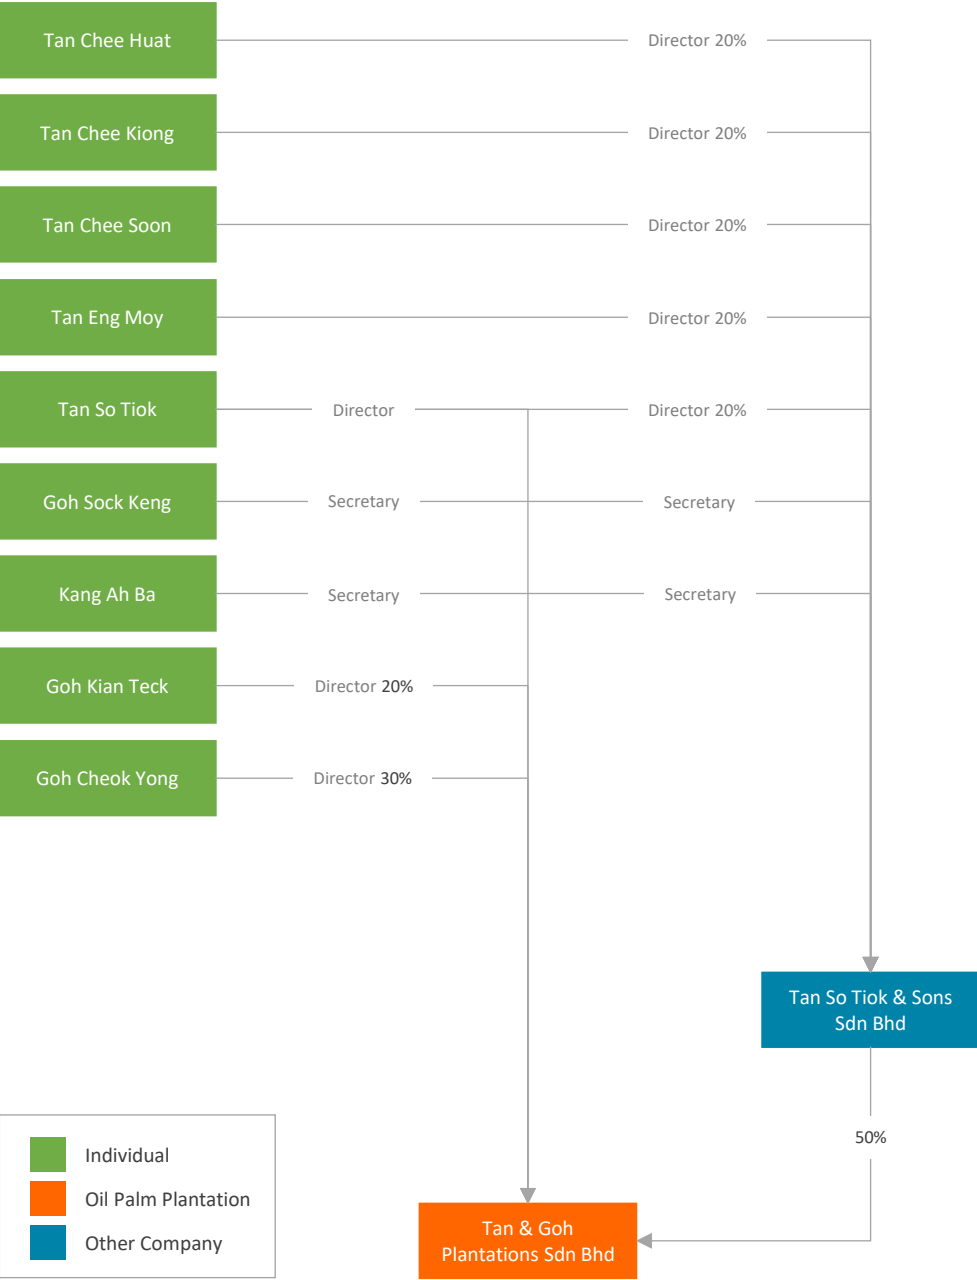 Tan Chee Huat
Director 20%
Tan Chee Kiong
Director 20%
Tan Chee Soon
Director 20%
Tan Eng Moy
Director 20%
Tan So Tiok
Director
Director 20%
Goh Sock Keng
Secretary
Secretary
Kang Ah Ba
Secretary
Secretary
Goh Kian Teck
Director 20%
Goh Cheok Yong
Director 30%
Tan So Tiok & Sons
Sdn Bhd
50%
Individual
Oil Palm Plantation
Other Company
Tan & Goh
Plantations Sdn Bhd